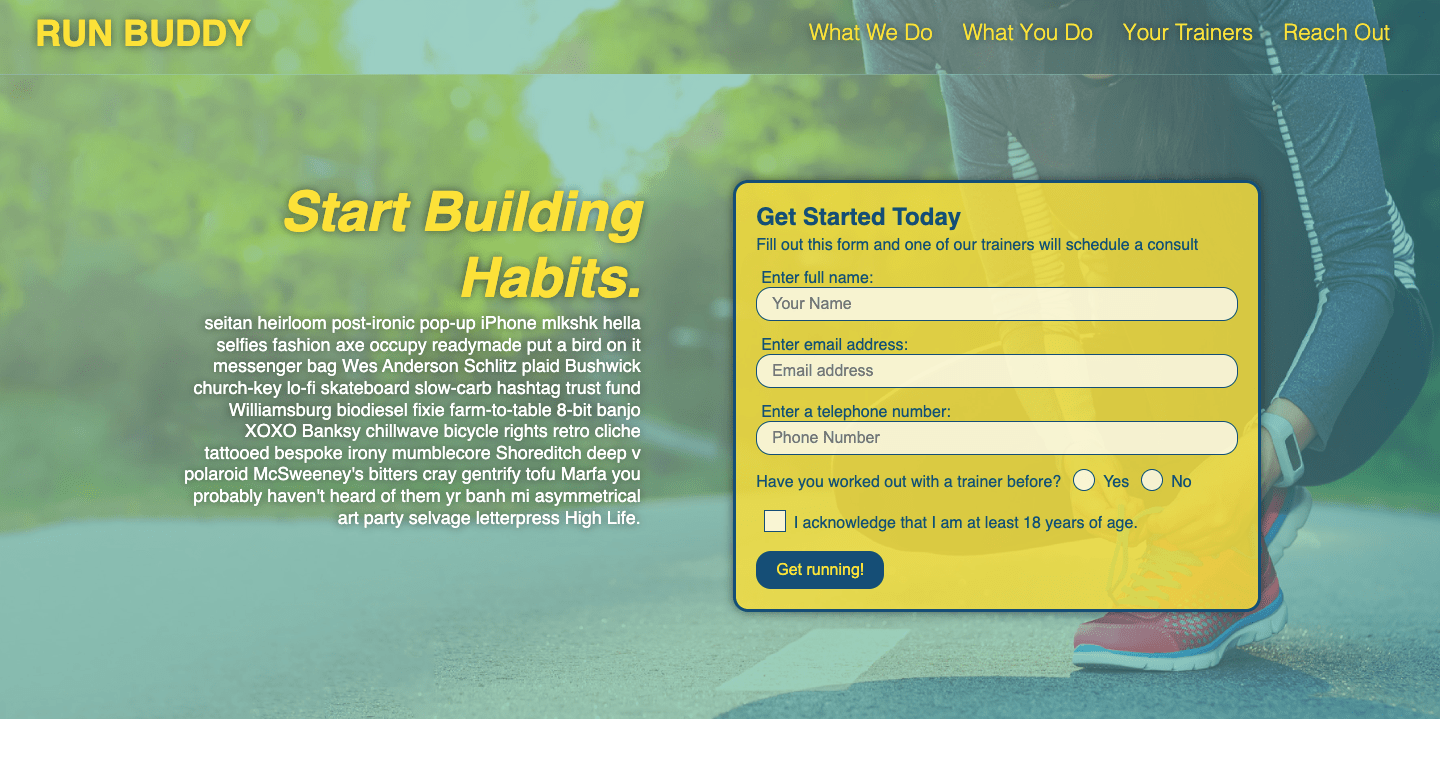 RUN BUDDY
What We Do What You Do Your Trainers Reach Out
Start Building
Habits.
seitan heirloom post-ironic pop-up iPhone mlkshk hella
selfies fashion axe occupy readymade put a bird on it
messenger bag Wes Anderson Schlitz plaid Bushwick
church-key lo-fi skateboard slow-carb hashtag trust fund
Williamsburg biodiesel fixie farm-to-table 8-bit banjo
XOXO Banksy chillwave bicycle rights retro cliche
tattooed bespoke irony mumblecore Shoreditch deep v
polaroid McSweeney's bitters cray gentrify tofu Marfa you
probably haven't heard of them yr banh mi asymmetrical
art party selvage letterpress High Life.
Get Started Today
Fill out this form and one of our trainers will schedule a consult
Enter full name:
Your Name
Enter email address:
Email address
Enter a telephone number:
Phone Number
Have you worked out with a trainer before? Yes No
I acknowledge that I am at least 18 years of age.
Get running!